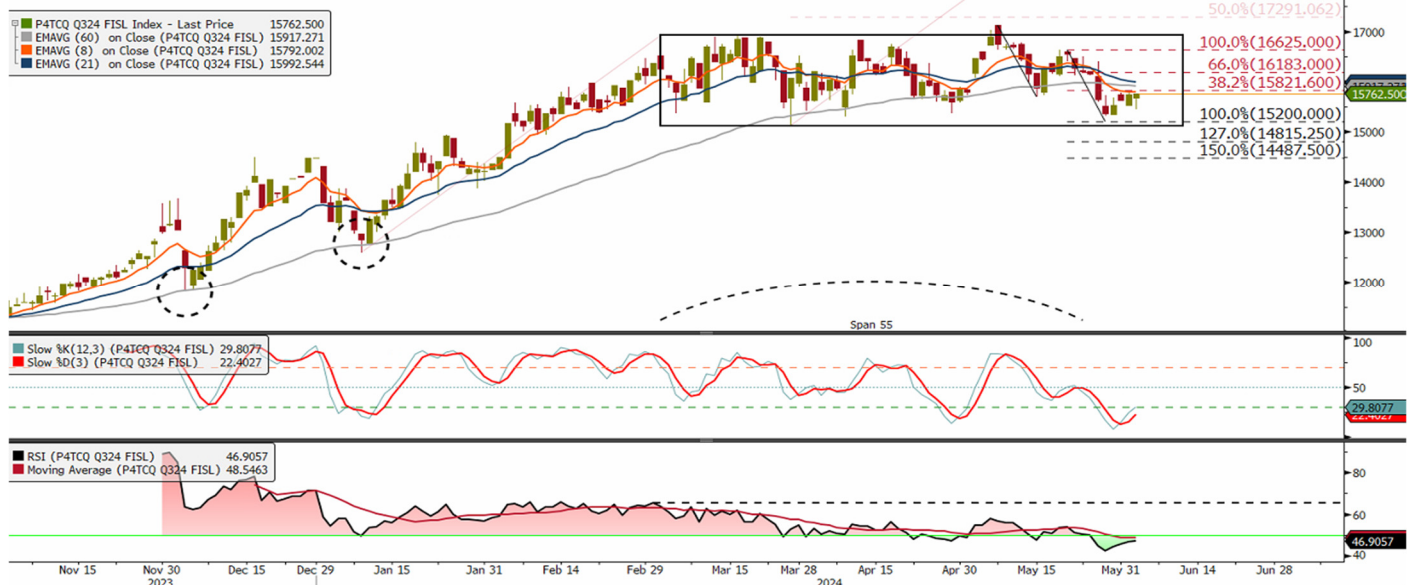 P4TCQ Q324 FISL Index - Last Price 15762.500
EMAVG (60) on Close (P4TCQ Q324 FISL) 15917.271
EMAVG (8) on Close (P4TCQ Q324 FISL) 15792.002
EMAVG (21) on Close (P4TCQ Q324 FISL) 15992.544
50.0%(17291.062)
17000
100.0%(16625.000)
66.0%(16183.000)
38.2%(15821.600)
15762.500
100.0%(15200.000)
15000
127.0%(14815.250)
150.0%(14487.500)
14000
13000
12000
Span 55
Slow %K(12,3) (P4TCQ Q324 FISL) 29.8077
Slow %D(3) (P4TCQ Q324 FISL) 22.4027
100
50
29.8077
22.4027
RSI (P4TCQ Q324 FISL) 46.9057
Moving Average (P4TCQ Q324 FISL) 48.5463
80
60
46.9057
40
Nov 15 Nov 30 Dec 15 Dec 29 Jan 15 Jan 31 Feb 14 Feb 29 Mar 15 Mar 28 Apr 15 Apr 30 May 15 May 31 Jun 14 Jun 28
2023 2024